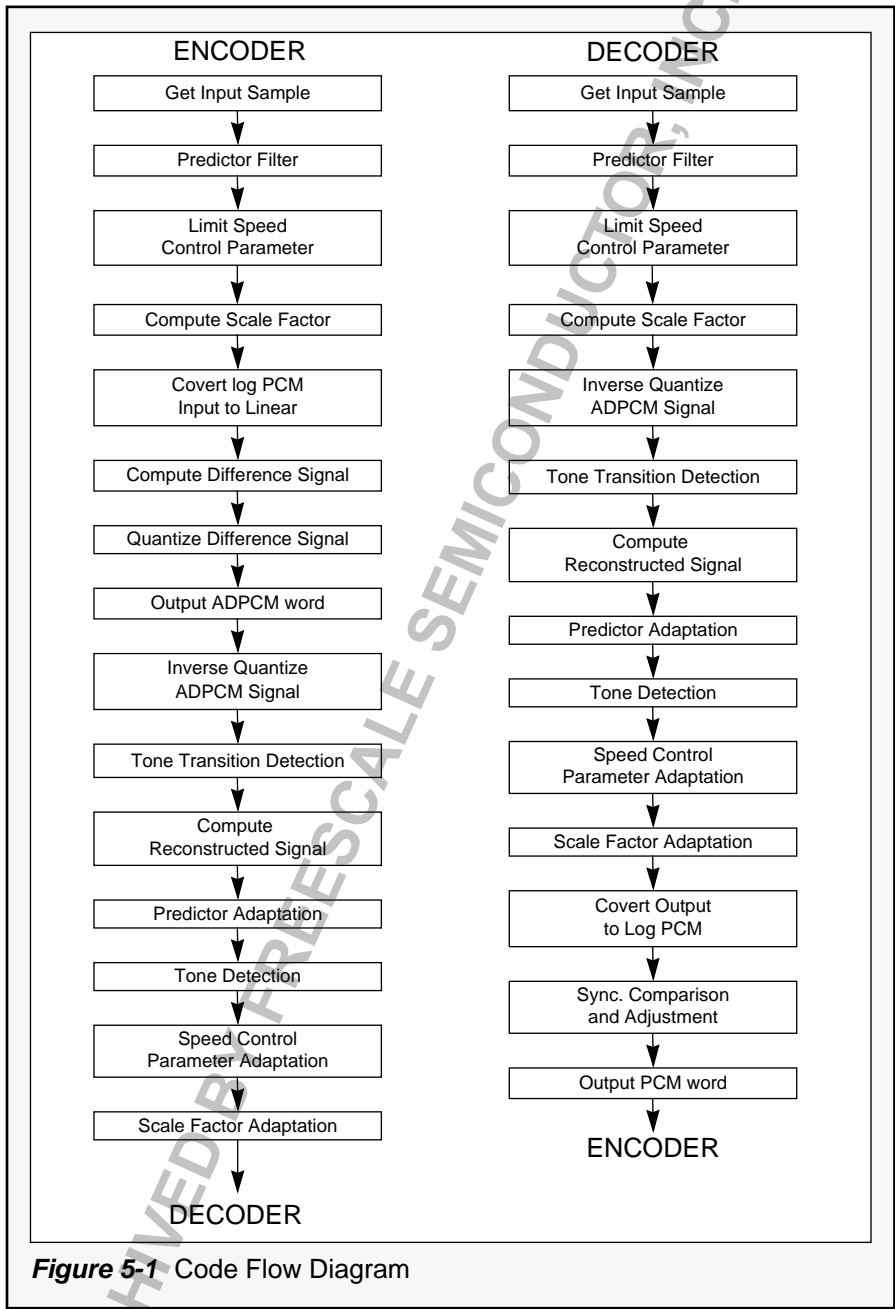 ENCODER
Get Input Sample
Predictor Filter
Limit Speed
Control Parameter
Compute Scale Factor
Covert log PCM
Input to Linear
Compute Difference Signal
Quantize Difference Signal
Output ADPCM word
Inverse Quantize
ADPCM Signal
Tone Transition Detection
Compute
Reconstructed Signal
Predictor Adaptation
Tone Detection
Speed Control
Parameter Adaptation
Scale Factor Adaptation
DECODER
DECODER
Get Input Sample
Predictor Filter
Limit Speed
Control Parameter
Compute Scale Factor
Inverse Quantize
ADPCM Signal
Tone Transition Detection
Compute
Reconstructed Signal
Predictor Adaptation
Tone Detection
Speed Control
Parameter Adaptation
Scale Factor Adaptation
Covert Output
to Log PCM
Sync. Comparison
and Adjustment
Output PCM word
ENCODER
Figure 5-1 Code Flow Diagram
HIVED BY FREESCALE SEMICONDUCTOR, INC